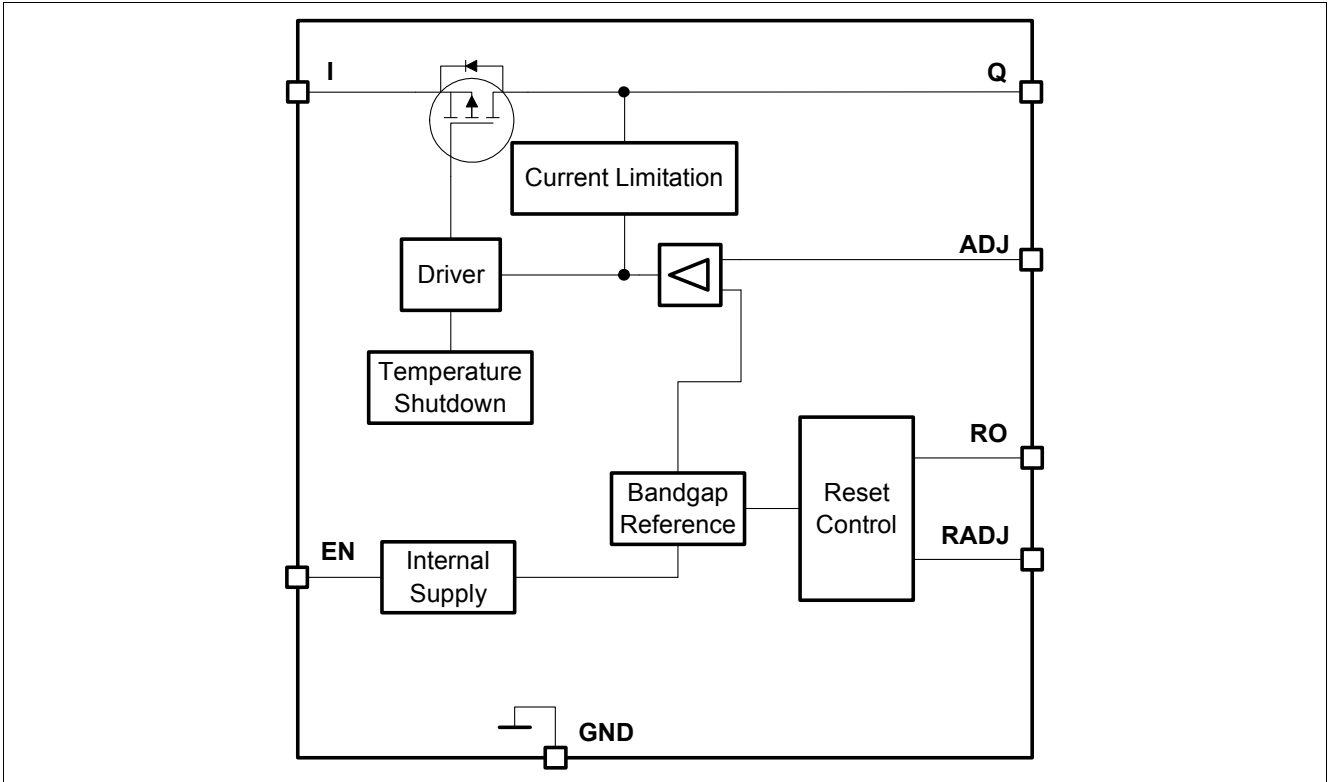 I
Q
Current Limitation
ADJ
Driver
Temperature
Shutdown
RO
Bandgap
Reference
Reset
Control
RADJ
EN
Internal
Supply
GND